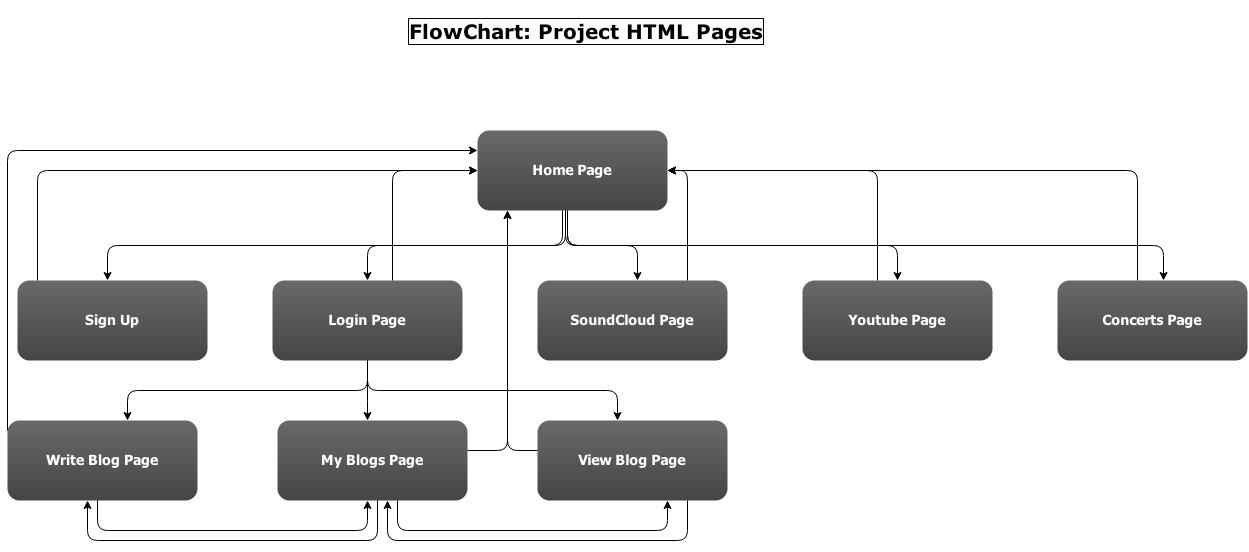 FlowChart: Project HTML Pages
Home Page
Sign Up
Login Page
SoundCloud Page
Youtube Page
Concerts Page
Write Blog Page
My Blogs Page
View Blog Page